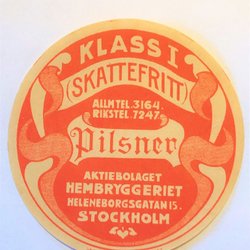 KLASS I
(SKATTEFRITT)
ALLM.TEL. 3164.
RIKSTEL. 7247.
Pilsner
AKTIEBOLAGET
HEMBRYGGERIET
HELENEBORGSGATAN 15.
STOCKHOLM